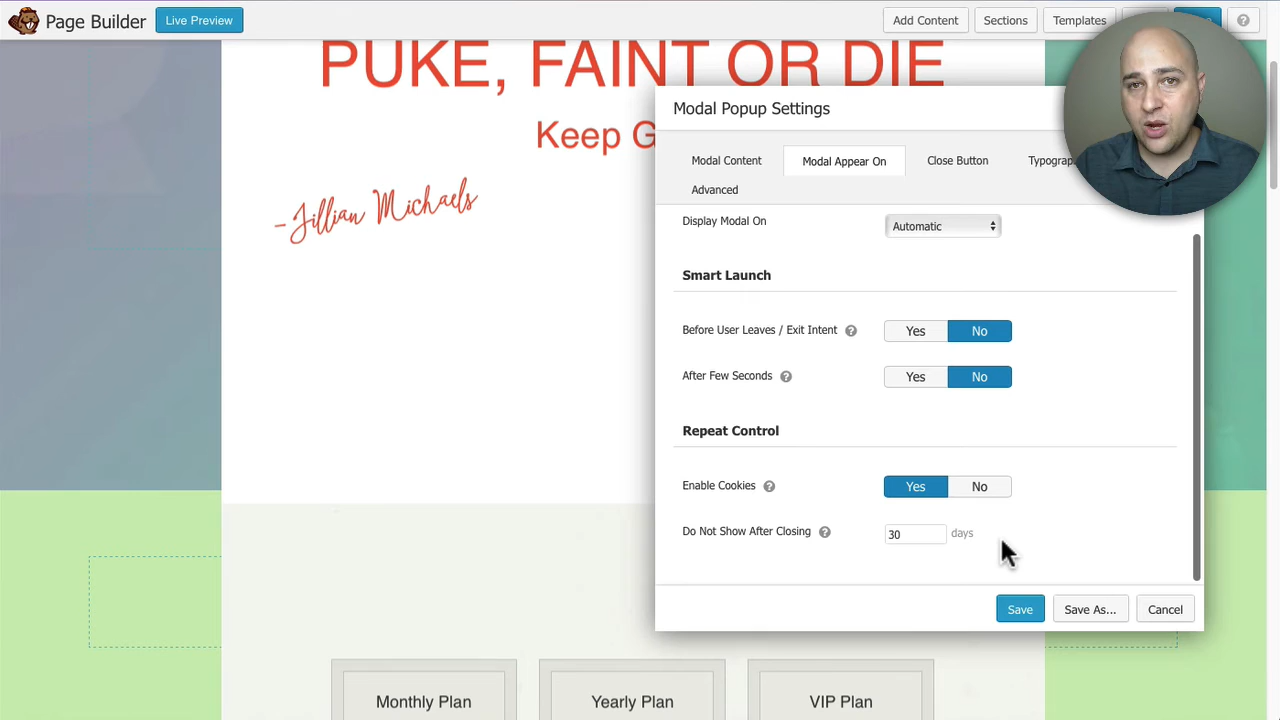 Page Builder
Live Preview
Add Content
Sections
Templates
?
PUKE, FAINT OR DIE
Keep G
-Jillian Michaels
Modal Popup Settings
Modal Content
Modal Appear On
Close Button
Advanced
Display Modal On
Automatic
Smart Launch
Before User Leaves / Exit Intent ?
Yes
No
After Few Seconds ?
Yes
No
Repeat Control
Enable Cookies ?
Yes
No
Do Not Show After Closing ?
30
days
Save
Save As...
Cancel
Monthly Plan
Yearly Plan
VIP Plan